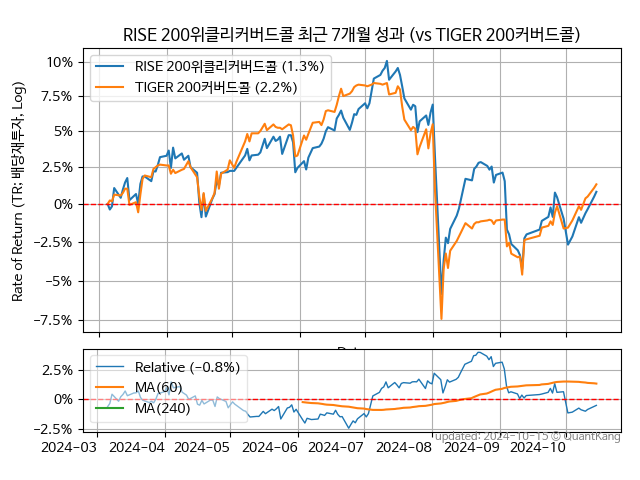 RISE 200위클리커버드콜 최근 7개월 성과 (vs TIGER 200커버드콜)
Rate of Return (TR: 배당재투자, Log)
10%
7.5%
5%
2.5%
0%
−2.5%
−5%
−7.5%
RISE 200위클리커버드콜 (1.3%)
TIGER 200커버드콜 (2.2%)
2.5%
0%
−2.5%
Relative (−0.8%)
MA(60)
MA(240)
2024-03 2024-04 2024-05 2024-06 2024-07 2024-08 2024-09 2024-10
updated: 2024-10-15 © QuantKang